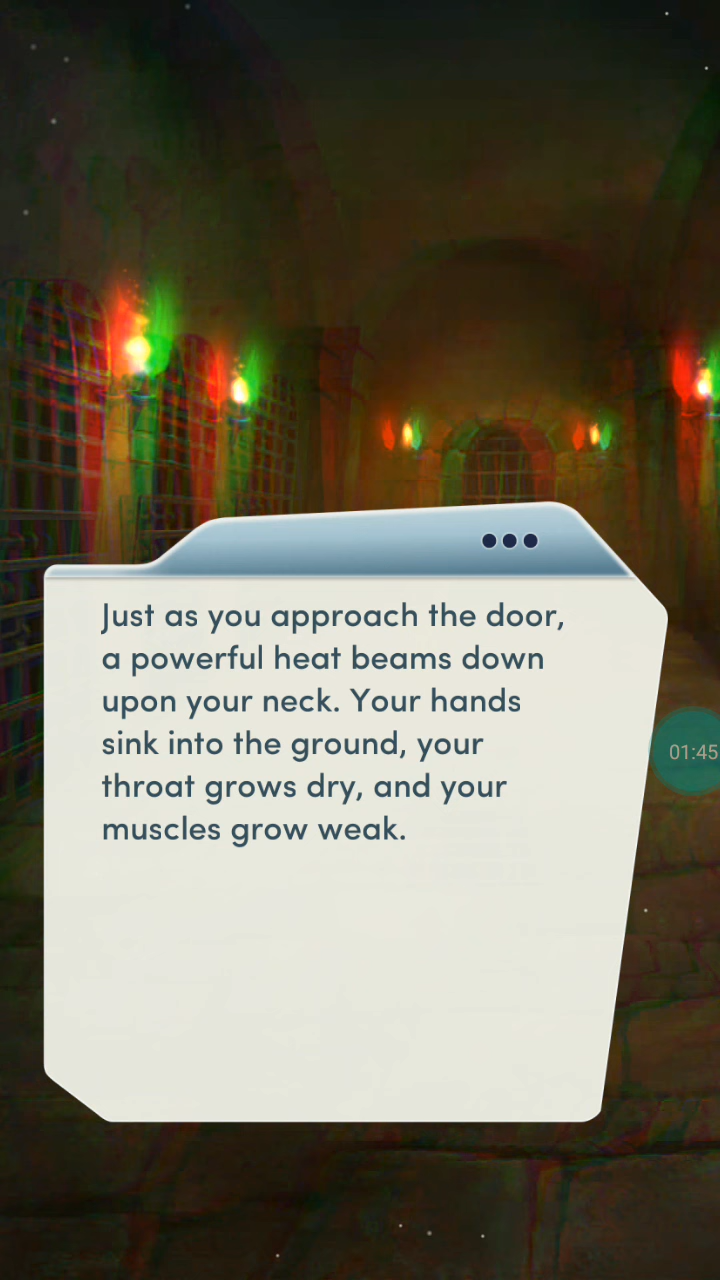 Just as you approach the door,
a powerful heat beams down
upon your neck. Your hands
sink into the ground, your
throat grows dry, and your
muscles grow weak.
01:45